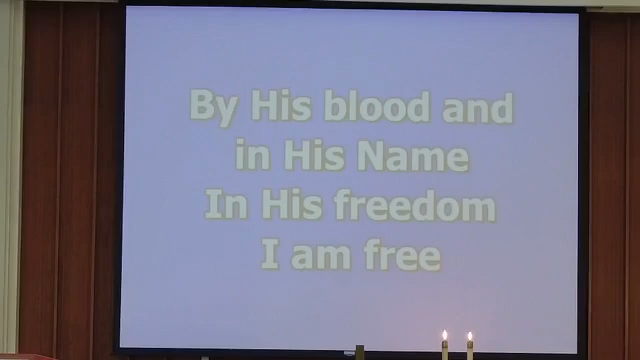 By His blood and
in His Name
In His freedom
I am free